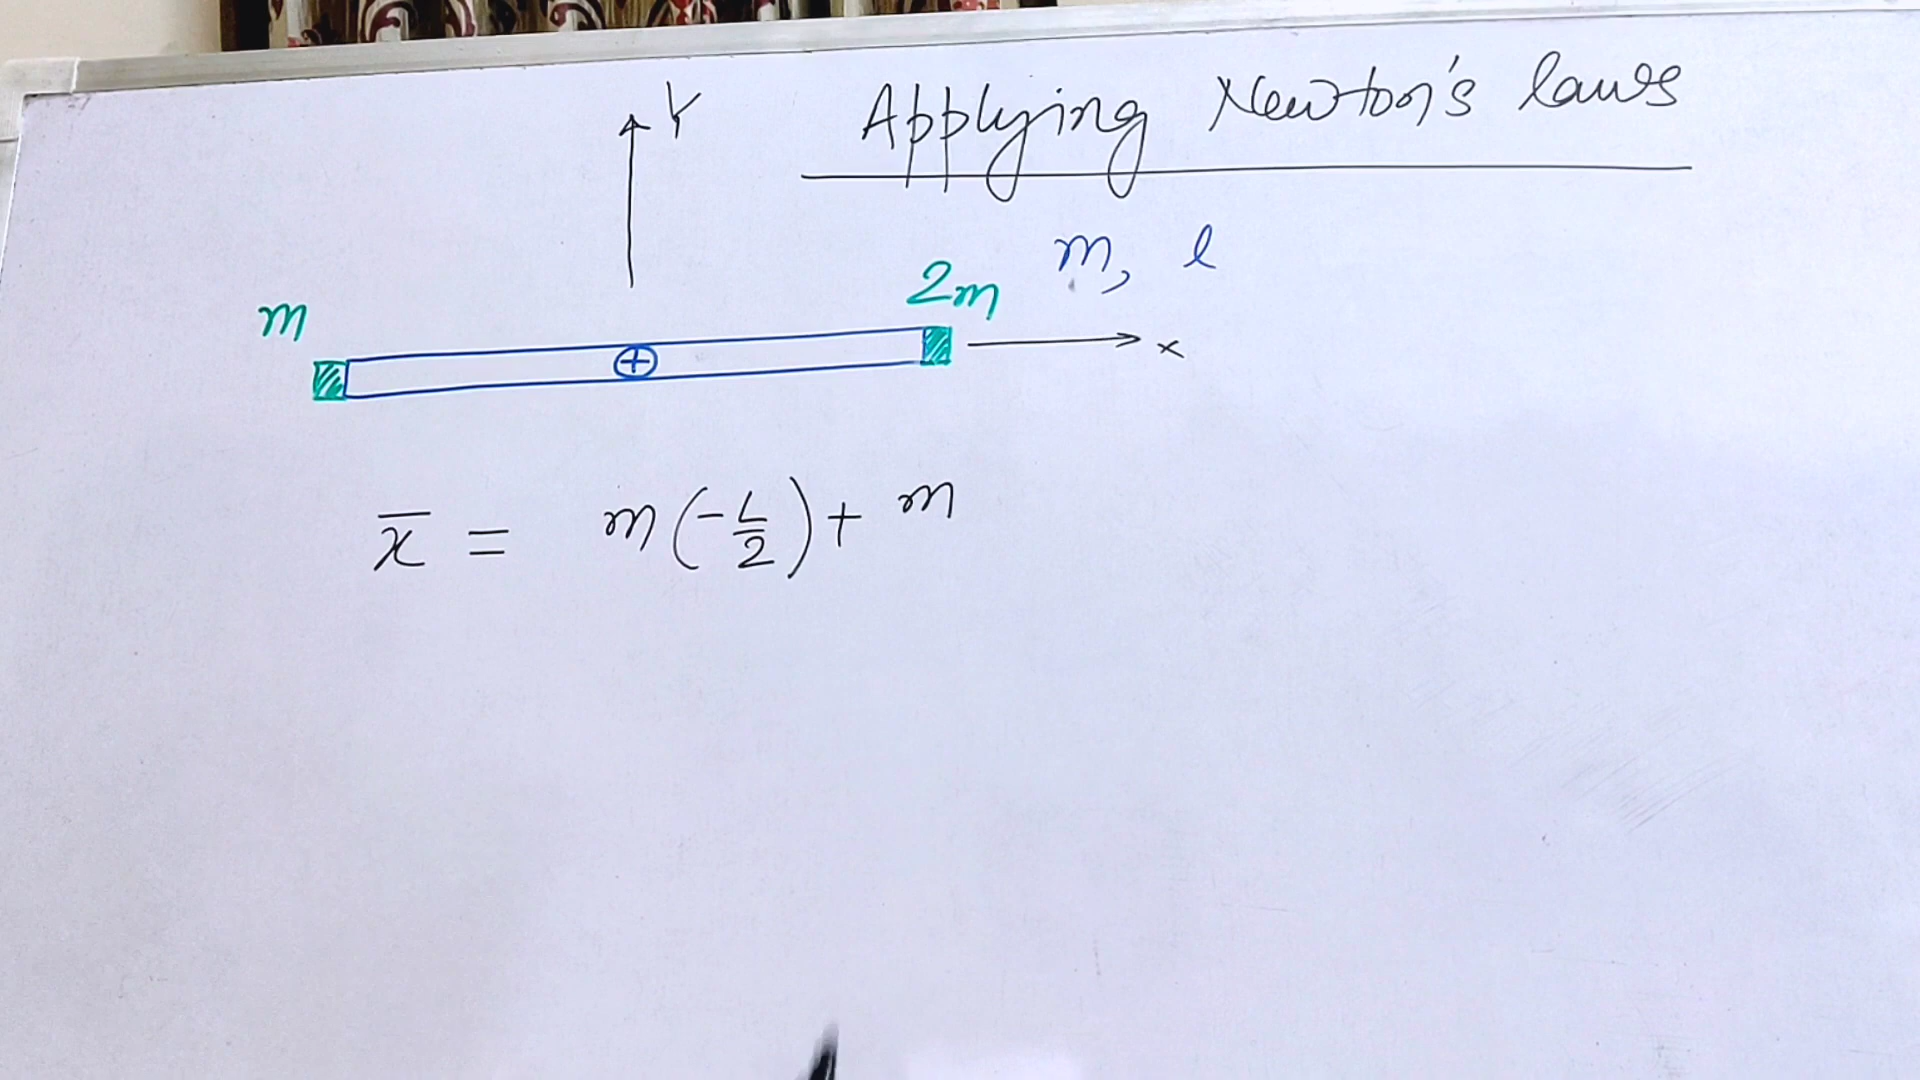 Applying Newton's laws
Y
m, l
m
2m
x
x̄ = m(-L/2) + m